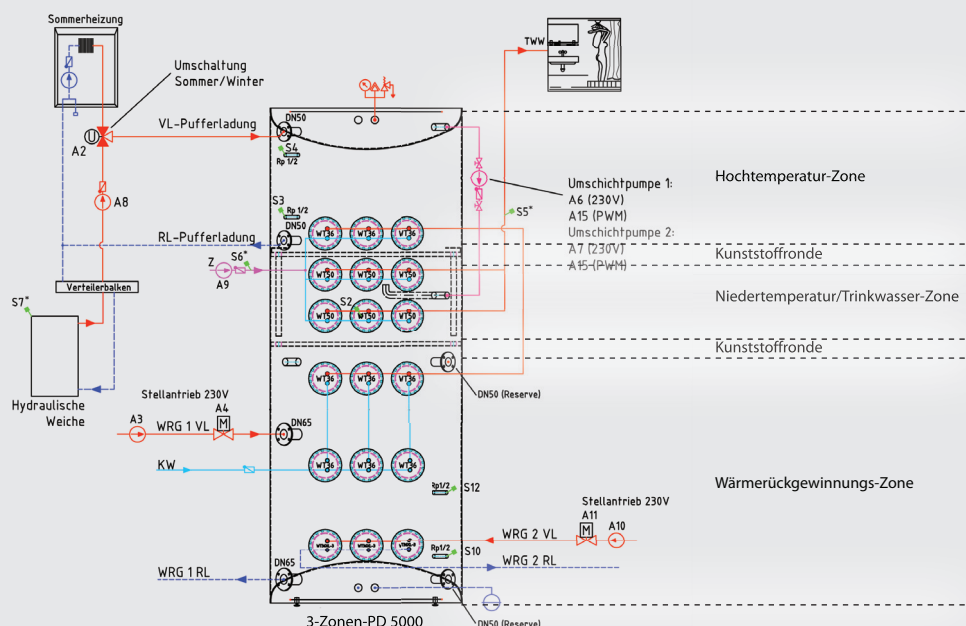 Sommerheizung
TWW
Umschaltung
Sommer/Winter
VL-Pufferladung
DN50
U
A2
S4
Rp 1/2
Hochtemperatur-Zone
Umschichtpumpe 1:
A6 (230V)
A15 (PWM)
Umschichtpumpe 2:
A7 (230V)
A15 (PWM)
A8
S3
Rp 1/2
S5*
DN50
RL-Pufferladung
WT36
WT36
WT36
Kunststoffronde
Z
S6*
A9
WT50
WT50
WT50
Verteilerbalken
Niedertemperatur/Trinkwasser-Zone
S7*
S2
WT50
WT50
WT50
Kunststoffronde
WT36
WT36
WT36
DN50 (Reserve)
Hydraulische
Weiche
Stellantrieb 230V
A4
M
A3
WRG 1 VL
DN65
KW
WT36
WT36
WT36
Wärmerückgewinnungs-Zone
Rp1/2
S12
Stellantrieb 230V
A11
M
A10
WRG 2 VL
Rp1/2
S10
WRG 2 RL
WRG 1 RL
DN65
3-Zonen-PD 5000
DN50 (Reserve)